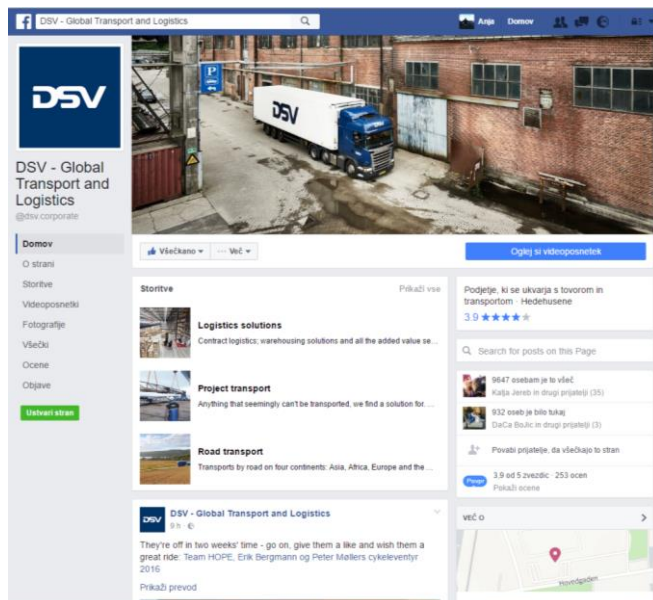 DSV - Global Transport and Logistics
Anja
Domov
DSV
DSV
P
DSV - Global
Transport and
Logistics
@dsv.corporate
Domov
O strani
Storitve
Videoposnetki
Fotografije
Všečki
Ocene
Objave
Ustvari stran
Všečkano
··· Več
Oglej si videoposnetek
Storitve
Prikaži vse
Logistics solutions
Contract logistics; warehousing solutions and all the added value se...
Project transport
Anything that seemingly can't be transported, we find a solution for. ...
Road transport
Transports by road on four continents: Asia, Africa, Europe and the ...
DSV
DSV - Global Transport and Logistics
9 h ·
They're off in two weeks' time - go on, give them a like and wish them a
great ride: Team HOPE, Erik Bergmann og Peter Møllers cykeleventyr
2016
Prikaži prevod
Podjetje, ki se ukvarja s tovorom in
transportom · Hedehusene
3.9 ★★★★★
Search for posts on this Page
9647 osebam je to všeč
Katja Jereb in drugi prijatelji (35)
932 oseb je bilo tukaj
DaCa BoJic in drugi prijatelji (3)
Povabi prijatelje, da všečkajo to stran
3,9 od 5 zvezdic · 253 ocen
Pokaži ocene
VEČ O
Hovedgaden